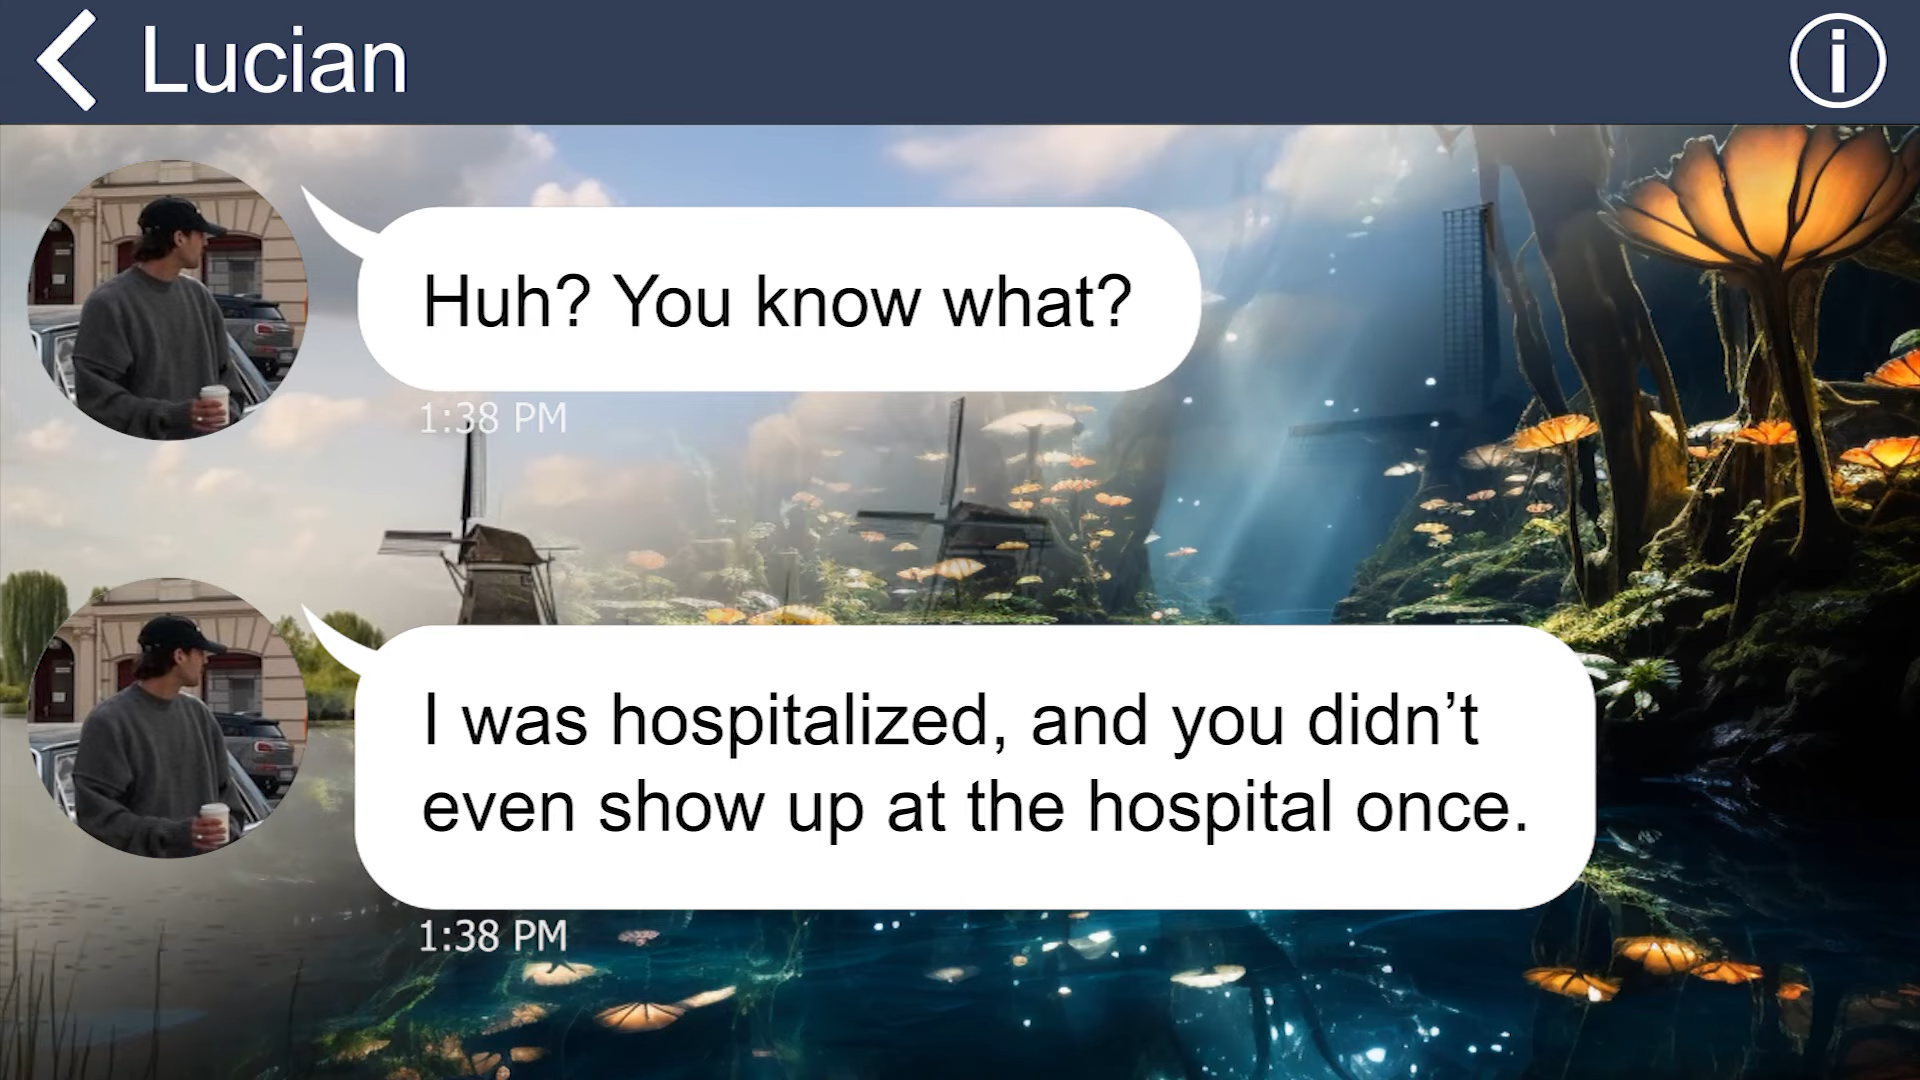 Lucian
Huh? You know what?
1:38 PM
I was hospitalized, and you didn’t
even show up at the hospital once.
1:38 PM